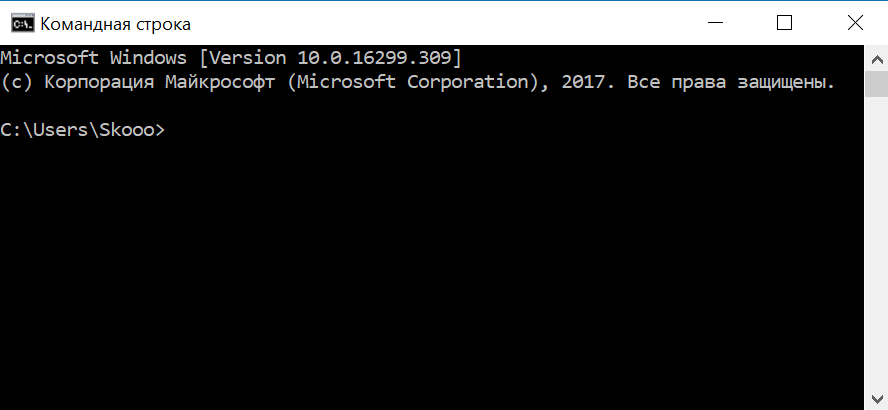 Командная строка
Microsoft Windows [Version 10.0.16299.309]
(c) Корпорация Майкрософт (Microsoft Corporation), 2017. Все права защищены.
C:\Users\Skooo>